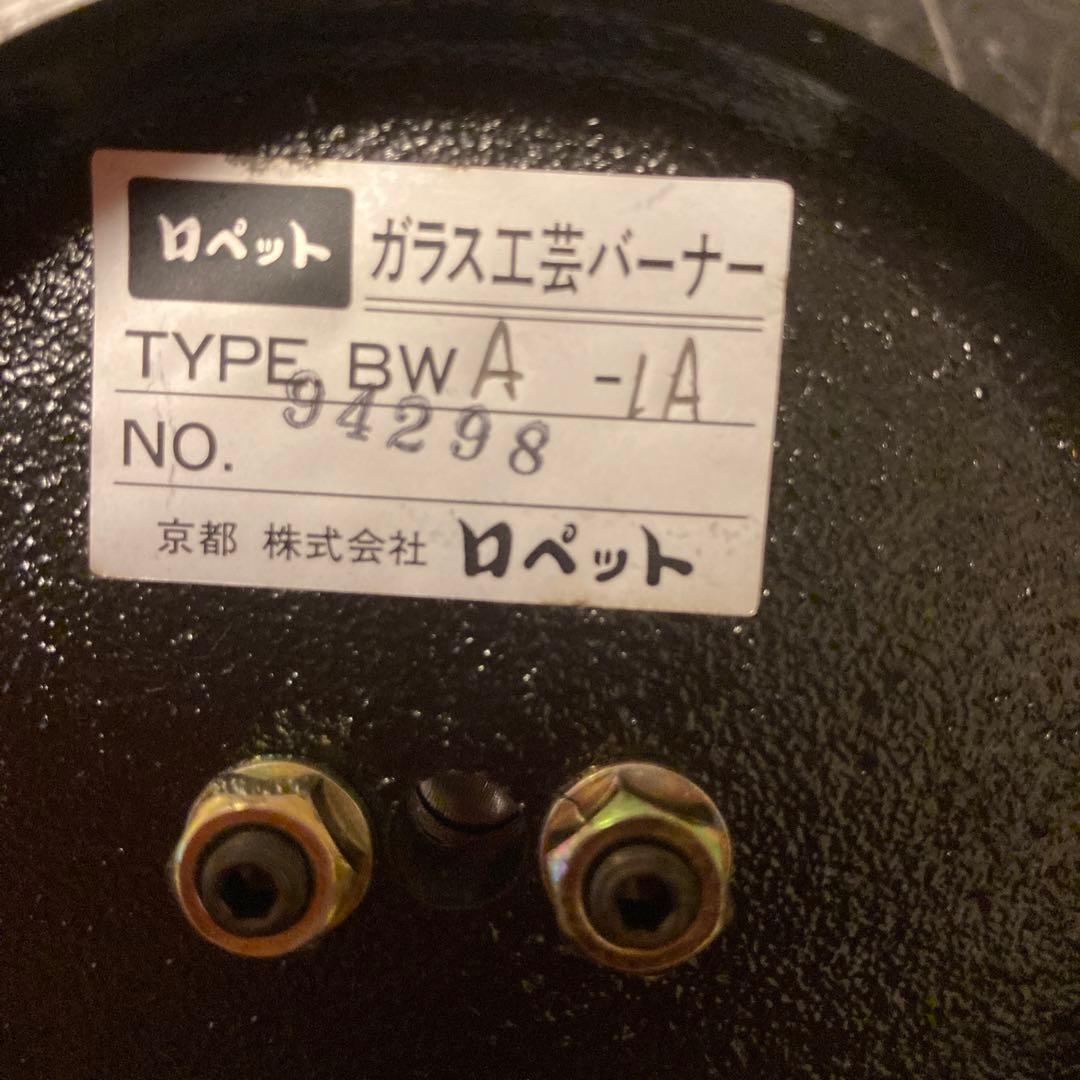 ロペット ガラス工芸バーナー
TYPE BWA -1A
NO. 94298
京都 株式会社 ロペット